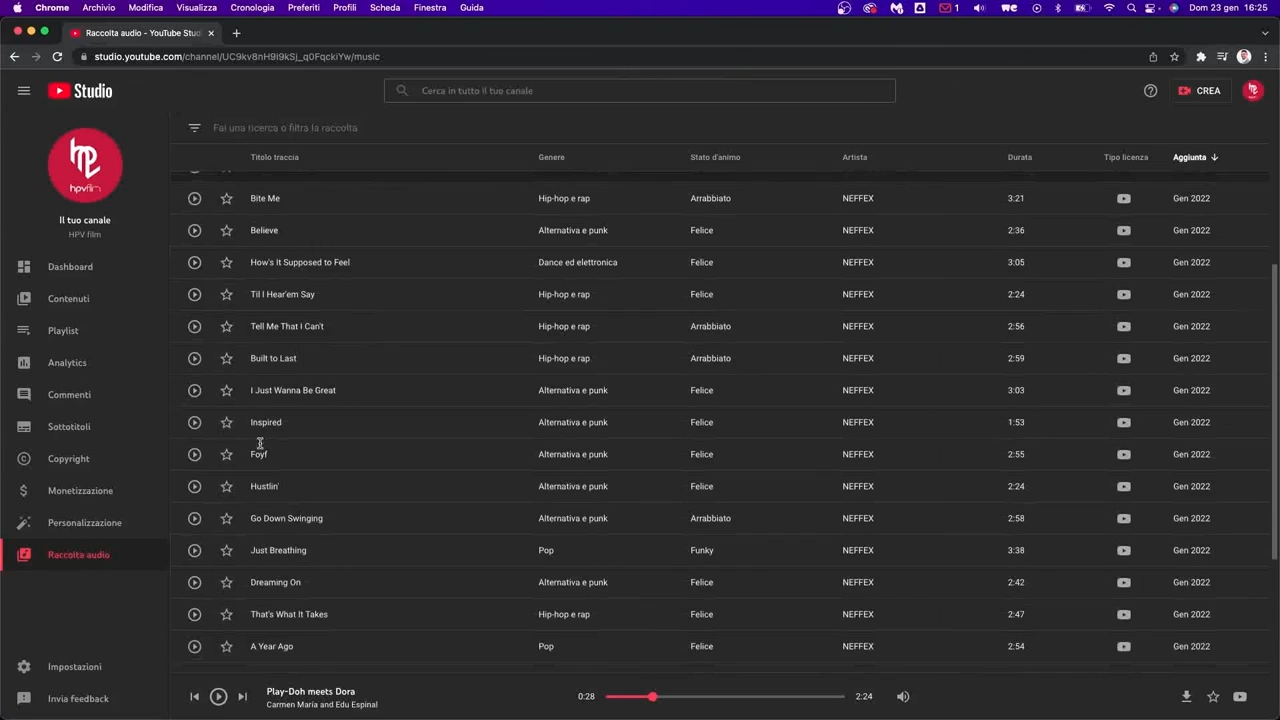 Chrome Archivio Modifica Visualizza Cronologia Preferiti Profili Scheda Finestra Guida 1 Dom 23 gen 16:25
Raccolta audio - YouTube Stud
studio.youtube.com/channel/UC9kv8nH9I9kSj_q0FqckiYw/music
Studio
Cerca in tutto il tuo canale
CREA
hpvfilm
Il tuo canale
HPV film
Dashboard
Contenuti
Playlist
Analytics
Commenti
Sottotitoli
Copyright
Monetizzazione
Personalizzazione
Raccolta audio
Impostazioni
Invia feedback
Fai una ricerca o filtra la raccolta
Titolo traccia Genere Stato d'animo Artista Durata Tipo licenza Aggiunta
Bite Me Hip-hop e rap Arrabbiato NEFFEX 3:21 Gen 2022
Believe Alternativa e punk Felice NEFFEX 2:36 Gen 2022
How's It Supposed to Feel Dance ed elettronica Felice NEFFEX 3:05 Gen 2022
Til I Hear'em Say Hip-hop e rap Felice NEFFEX 2:24 Gen 2022
Tell Me That I Can't Hip-hop e rap Arrabbiato NEFFEX 2:56 Gen 2022
Built to Last Hip-hop e rap Arrabbiato NEFFEX 2:59 Gen 2022
I Just Wanna Be Great Alternativa e punk Felice NEFFEX 3:03 Gen 2022
Inspired Alternativa e punk Felice NEFFEX 1:53 Gen 2022
Foyf Alternativa e punk Felice NEFFEX 2:55 Gen 2022
Hustlin' Alternativa e punk Felice NEFFEX 2:24 Gen 2022
Go Down Swinging Alternativa e punk Arrabbiato NEFFEX 2:58 Gen 2022
Just Breathing Pop Funky NEFFEX 3:38 Gen 2022
Dreaming On Alternativa e punk Felice NEFFEX 2:42 Gen 2022
That's What It Takes Hip-hop e rap Felice NEFFEX 2:47 Gen 2022
A Year Ago Pop Felice NEFFEX 2:54 Gen 2022
Play-Doh meets Dora
Carmen María and Edu Espinal
0:28 2:24